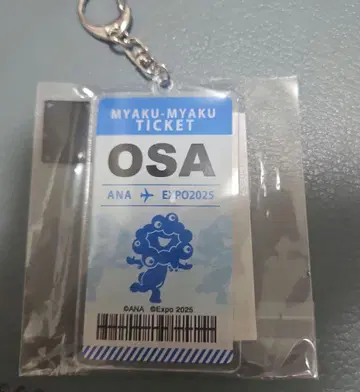 MYAKU-MYAKU
TICKET
OSA
ANA ✈ EXPO2025
©ANA ©Expo 2025